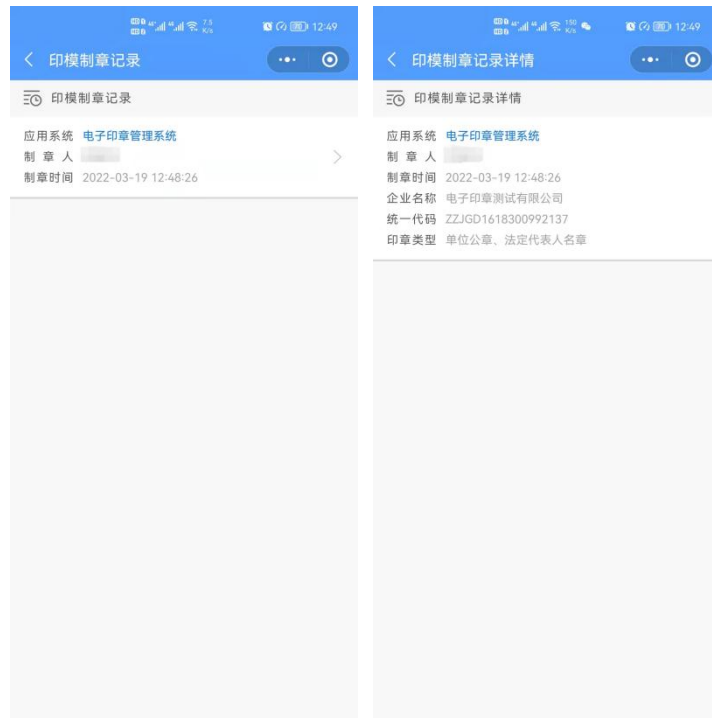 7.5 K/s 12:49
印模制章记录
印模制章记录
应用系统 电子印章管理系统
制 章 人
制章时间 2022-03-19 12:48:26
150 K/s 12:49
印模制章记录详情
印模制章记录详情
应用系统 电子印章管理系统
制 章 人
制章时间 2022-03-19 12:48:26
企业名称 电子印章测试有限公司
统一代码 ZZJGD1618300992137
印章类型 单位公章、法定代表人名章